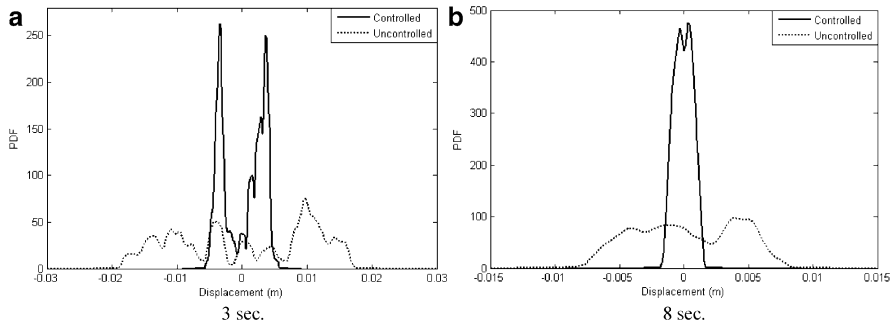 a
Controlled
Uncontrolled
250
200
150
100
50
0
PDF
-0.03
-0.02
-0.01
0
0.01
0.02
0.03
Displacement (m)
3 sec.
b
Controlled
Uncontrolled
500
400
300
200
100
0
PDF
-0.015
-0.01
-0.005
0
0.005
0.01
0.015
Displacement (m)
8 sec.